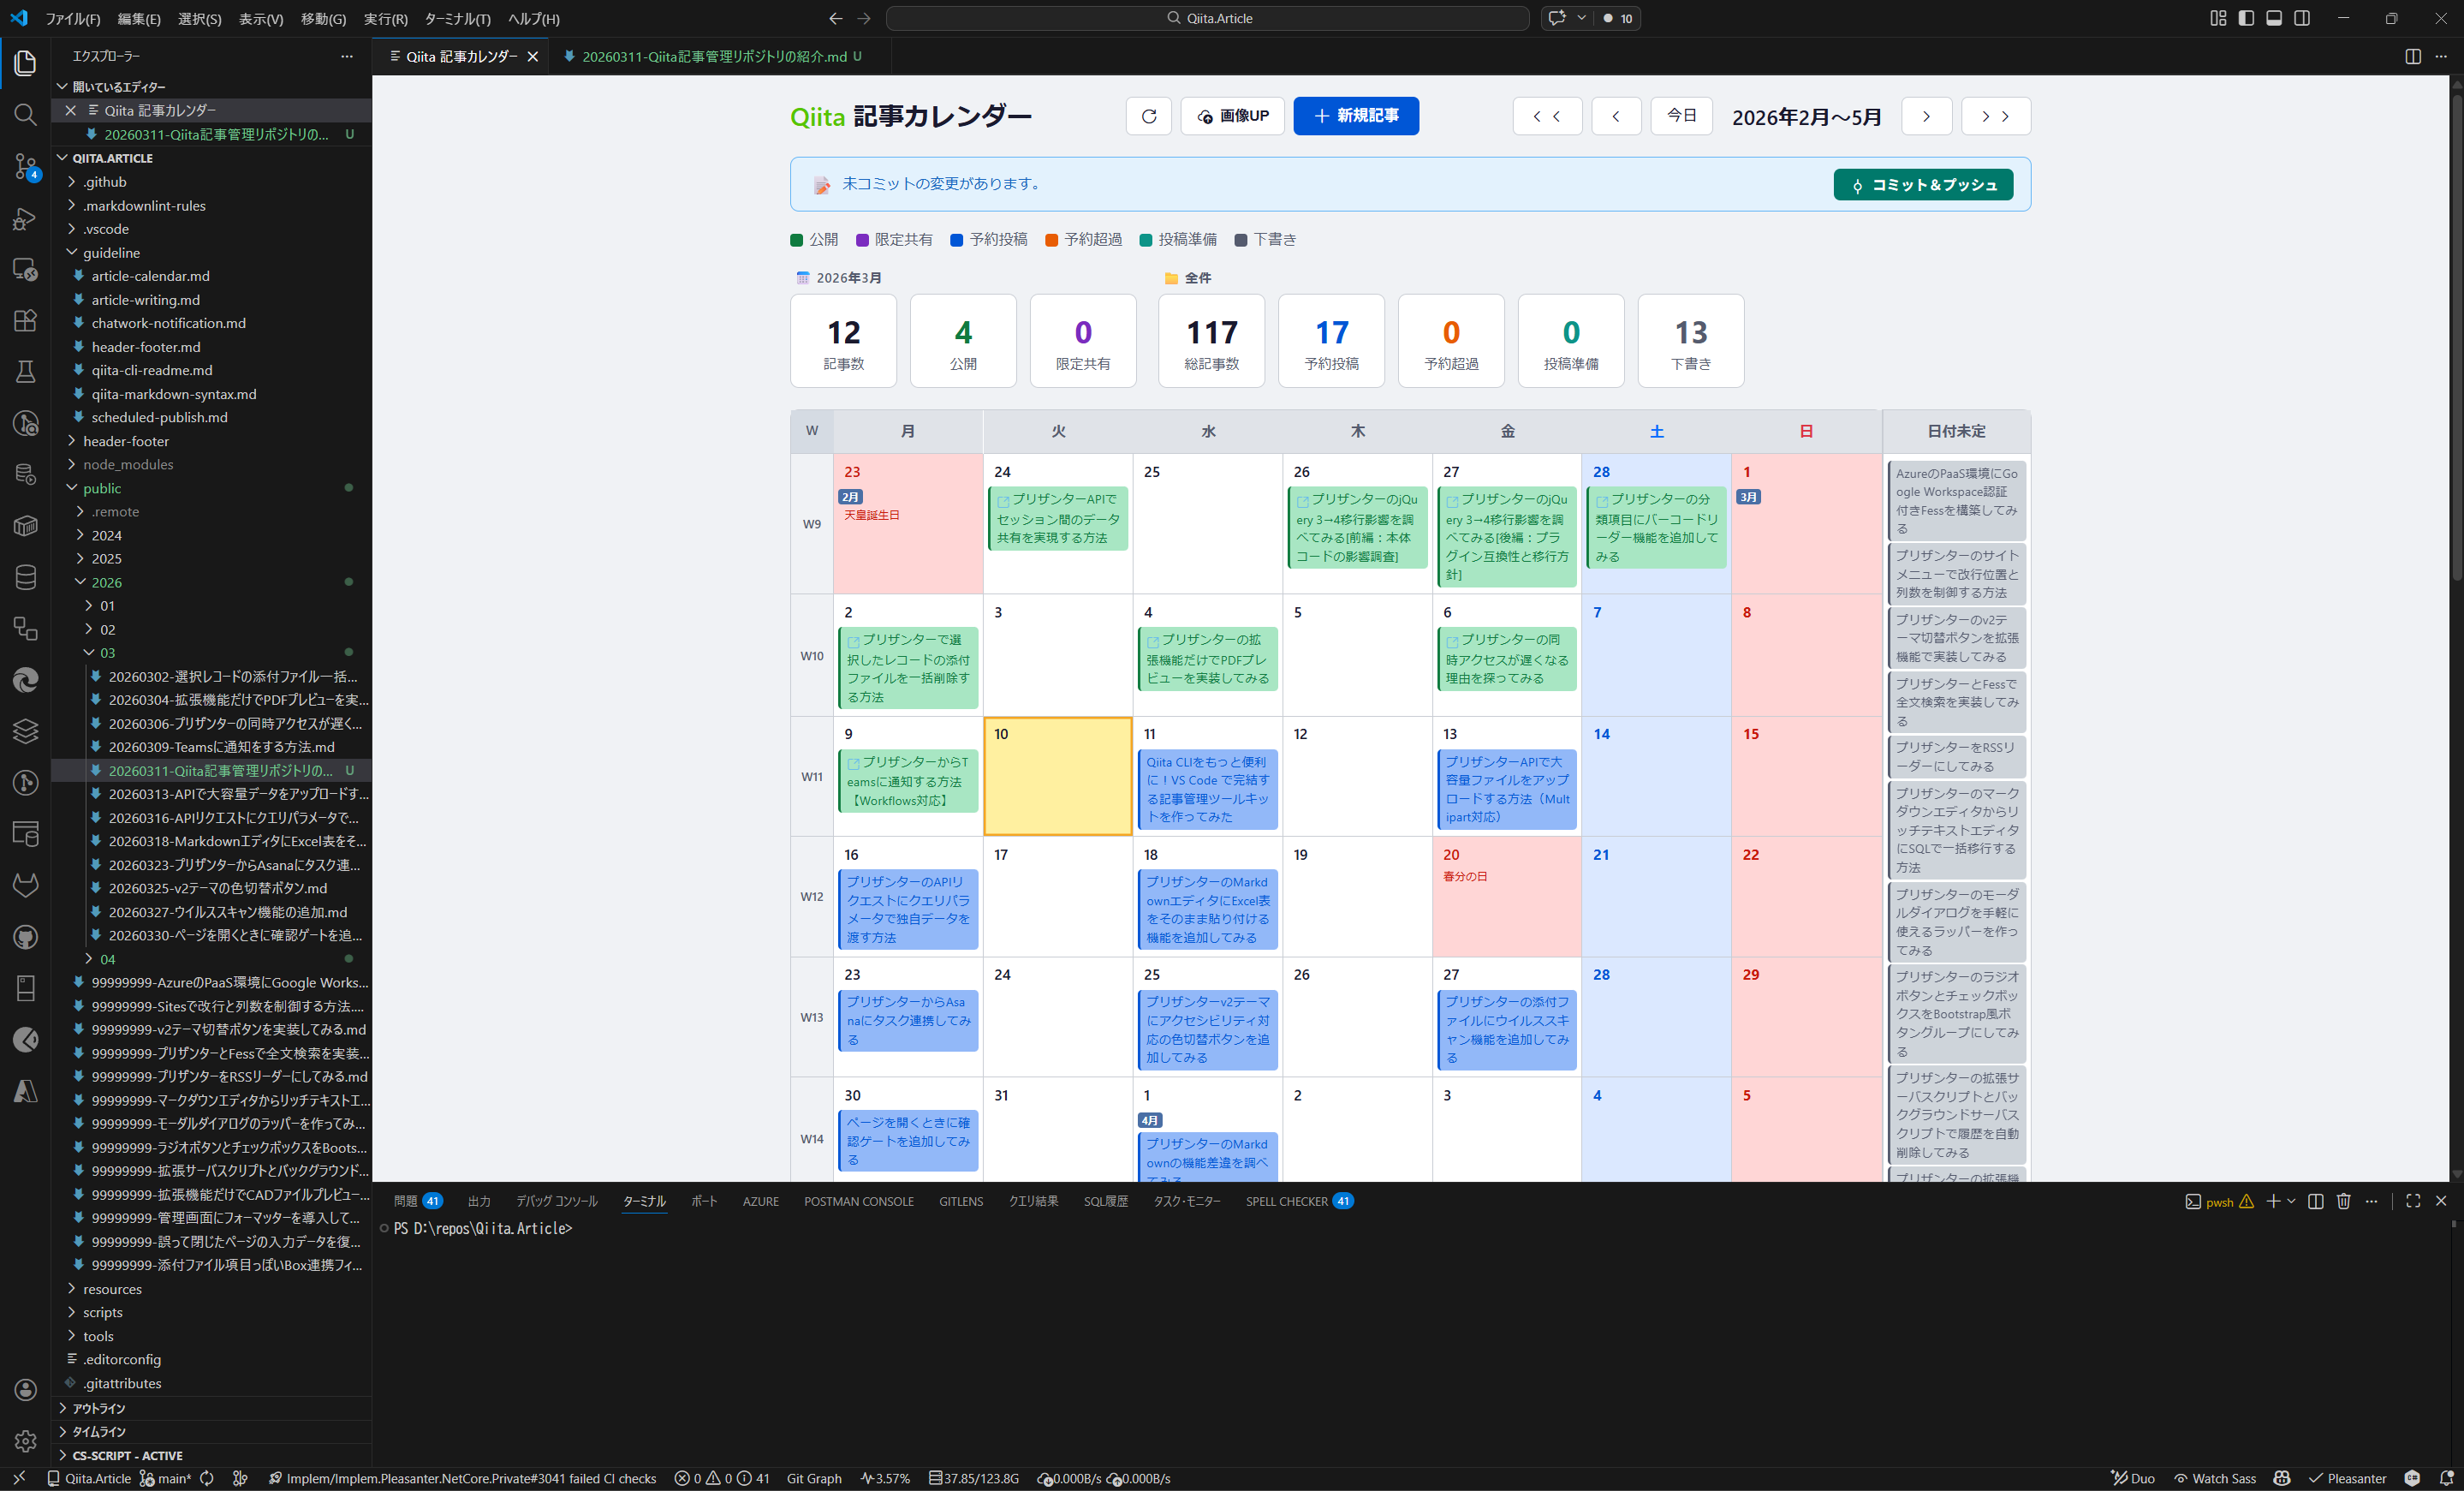 ファイル(F) 編集(E) 選択(S) 表示(V) 移動(G) 実行(R) ターミナル(T) ヘルプ(H)
Qiita.Article
10
エクスプローラー
開いているエディター
Qiita 記事カレンダー
20260311-Qiita記事管理リポジトリの... U
QIITA.ARTICLE
.github
.markdownlint-rules
.vscode
guideline
article-calendar.md
article-writing.md
chatwork-notification.md
header-footer.md
qiita-cli-readme.md
qiita-markdown-syntax.md
scheduled-publish.md
header-footer
node_modules
public
.remote
2024
2025
2026
01
02
03
20260302-選択レコードの添付ファイル一括...
20260304-拡張機能だけでPDFプレビューを実...
20260306-プリザンターの同時アクセスが遅く...
20260309-Teamsに通知をする方法.md
20260311-Qiita記事管理リポジトリの... U
20260313-APIで大容量データをアップロードす...
20260316-APIリクエストにクエリパラメータで...
20260318-MarkdownエディタにExcel表をそ...
20260323-プリザンターからAsanaにタスク連...
20260325-v2テーマの色切替ボタン.md
20260327-ウイルススキャン機能の追加.md
20260330-ページを開くときに確認ゲートを追...
04
99999999-AzureのPaaS環境にGoogle Works...
99999999-Sitesで改行と列数を制御する方法....
99999999-v2テーマ切替ボタンを実装してみる.md
99999999-プリザンターとFessで全文検索を実装...
99999999-プリザンターをRSSリーダーにしてみる.md
99999999-マークダウンエディタからリッチテキストエ...
99999999-モーダルダイアログのラッパーを作ってみ...
99999999-ラジオボタンとチェックボックスをBoots...
99999999-拡張サーバスクリプトとバックグラウンド...
99999999-拡張機能だけでCADファイルプレビュー...
99999999-管理画面にフォーマッターを導入して...
99999999-誤って閉じたページの入力データを復...
99999999-添付ファイル項目っぽいBox連携フィ...
resources
scripts
tools
.editorconfig
.gitattributes
アウトライン
タイムライン
CS-SCRIPT - ACTIVE
4
Qiita 記事カレンダー
20260311-Qiita記事管理リポジトリの紹介.md U
Qiita 記事カレンダー
画像UP
新規記事
今日
2026年2月～5月
未コミットの変更があります。
コミット＆プッシュ
公開 限定共有 予約投稿 予約超過 投稿準備 下書き
2026年3月
全件
12 4 0 117 17 0 0 13
記事数 公開 限定共有 総記事数 予約投稿 予約超過 投稿準備 下書き
W 月 火 水 木 金 土 日 日付未定
W9
23
2月
天皇誕生日
24
プリザンターAPIで
セッション間のデータ
共有を実現する方法
25
26
プリザンターのjQu
ery 3→4移行影響を調
べてみる[前編：本体
コードの影響調査]
27
プリザンターのjQu
ery 3→4移行影響を調
べてみる[後編：プラ
グイン互換性と移行方
針]
28
プリザンターの分
類項目にバーコードリ
ーダー機能を追加して
みる
1
3月
W10
2
プリザンターで選
択したレコードの添付
ファイルを一括削除す
る方法
3
4
プリザンターの拡
張機能だけでPDFプレ
ビューを実装してみる
5
6
プリザンターの同
時アクセスが遅くなる
理由を探ってみる
7
8
W11
9
プリザンターからT
eamsに通知する方法
【Workflows対応】
10
11
Qiita CLIをもっと便利
に！VS Code で完結す
る記事管理ツールキッ
トを作ってみた
12
13
プリザンターAPIで大
容量ファイルをアップ
ロードする方法（Mult
ipart対応）
14
15
W12
16
プリザンターのAPIリ
クエストにクエリパラ
メータで独自データを
渡す方法
17
18
プリザンターのMarkd
ownエディタにExcel表
をそのまま貼り付ける
機能を追加してみる
19
20
春分の日
21
22
W13
23
プリザンターからAsa
naにタスク連携してみ
る
24
25
プリザンターv2テーマ
にアクセシビリティ対
応の色切替ボタンを追
加してみる
26
27
プリザンターの添付フ
ァイルにウイルススキ
ャン機能を追加してみ
る
28
29
W14
30
ページを開くときに確
認ゲートを追加してみ
る
31
1
4月
プリザンターのMarkd
ownの機能差違を調べ
てみる
2
3
4
5
AzureのPaaS環境にGo
ogle Workspace認証
付きFessを構築してみ
る
プリザンターのサイト
メニューで改行位置と
列数を制御する方法
プリザンターのv2テ
ーマ切替ボタンを拡張
機能で実装してみる
プリザンターとFessで
全文検索を実装してみ
る
プリザンターをRSSリ
ーダーにしてみる
プリザンターのマーク
ダウンエディタからリ
ッチテキストエディタ
にSQLで一括移行する
方法
プリザンターのモーダ
ルダイアログを手軽に
使えるラッパーを作っ
てみる
プリザンターのラジオ
ボタンとチェックボッ
クスをBootstrap風ボ
タングループにしてみ
る
プリザンターの拡張サ
ーバスクリプトとバッ
クグラウンドサーバス
クリプトで履歴を自動
削除してみる
プリザンターの拡張機
問題 41 出力 デバッグ コンソール ターミナル ポート AZURE POSTMAN CONSOLE GITLENS クエリ結果 SQL履歴 タスク・モニター SPELL CHECKER 41
pwsh
PS D:\repos\Qiita.Article>
Qiita.Article main* Implem/Implem.Pleasanter.NetCore.Private#3041 failed CI checks 0 0 41 Git Graph 3.57% 37.85/123.8G 0.000B/s 0.000B/s
Duo Watch Sass Pleasanter